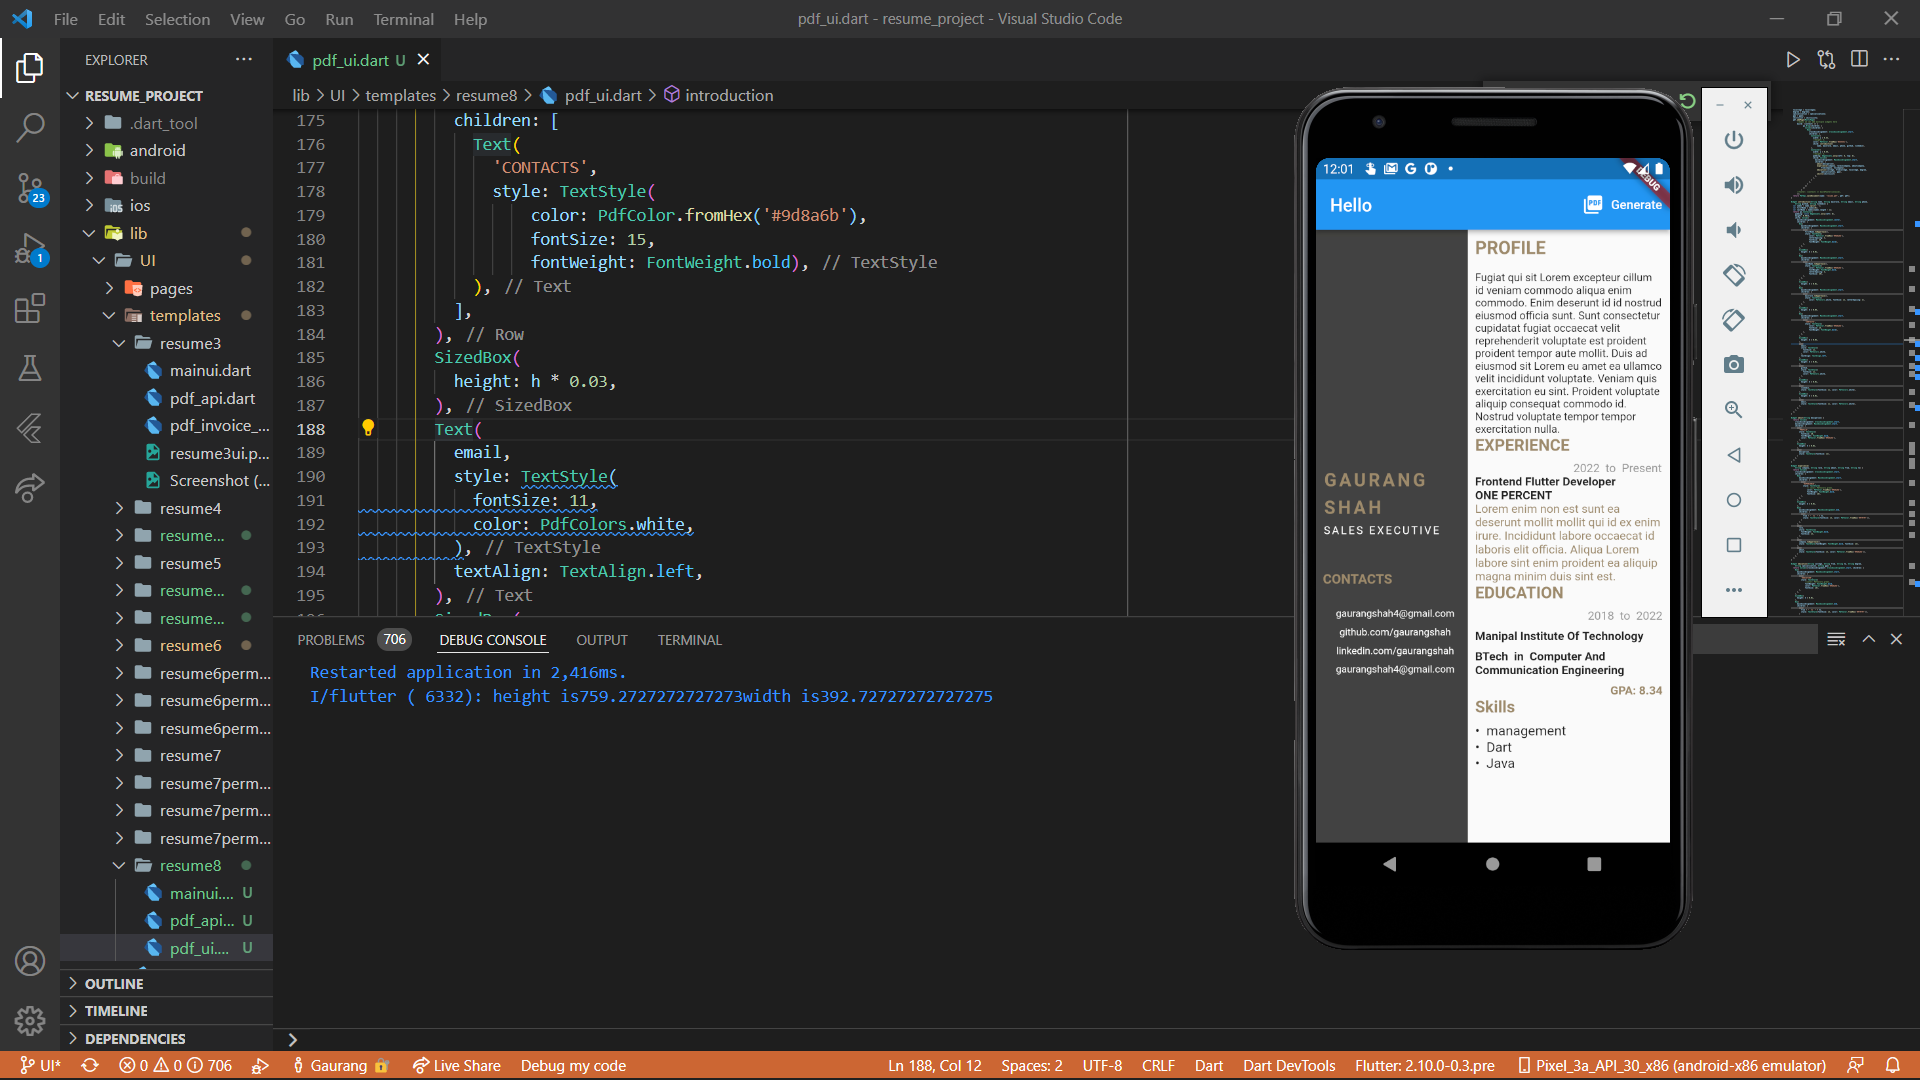 File Edit Selection View Go Run Terminal Help
pdf_ui.dart - resume_project - Visual Studio Code
EXPLORER
RESUME_PROJECT
.dart_tool
android
build
ios
lib
UI
pages
templates
resume3
mainui.dart
pdf_api.dart
pdf_invoice_...
resume3ui.p...
Screenshot (...
resume4
resume...
resume5
resume...
resume...
resume6
resume6perm...
resume6perm...
resume6perm...
resume7
resume7perm...
resume7perm...
resume7perm...
resume8
mainui.... U
pdf_api... U
pdf_ui.... U
OUTLINE
TIMELINE
DEPENDENCIES
23
1
pdf_ui.dart U
lib > UI > templates > resume8 > pdf_ui.dart > introduction
175 children: [
176 Text(
177 'CONTACTS',
178 style: TextStyle(
179 color: PdfColor.fromHex('#9d8a6b'),
180 fontSize: 15,
181 fontWeight: FontWeight.bold), // TextStyle
182 ), // Text
183 ],
184 ), // Row
185 SizedBox(
186 height: h * 0.03,
187 ), // SizedBox
188 Text(
189 email,
190 style: TextStyle(
191 fontSize: 11,
192 color: PdfColors.white,
193 ), // TextStyle
194 textAlign: TextAlign.left,
195 ), // Text
PROBLEMS 706 DEBUG CONSOLE OUTPUT TERMINAL
Restarted application in 2,416ms.
I/flutter ( 6332): height is759.2727272727273width is392.72727272727275
12:01
DEBUG
Hello
PDF Generate
GAURANG
SHAH
SALES EXECUTIVE
CONTACTS
gaurangshah4@gmail.com
github.com/gaurangshah
linkedin.com/gaurangshah
gaurangshah4@gmail.com
PROFILE
Fugiat qui sit Lorem excepteur cillum
id veniam commodo aliqua enim
commodo. Enim deserunt id id nostrud
eiusmod officia sunt. Sunt consectetur
cupidatat fugiat occaecat velit
reprehenderit voluptate est proident
proident tempor aute mollit. Duis ad
eiusmod sit Lorem eu amet ea ullamco
velit incididunt voluptate. Veniam quis
exercitation eu sint. Proident voluptate
aliquip consequat commodo id.
Nostrud voluptate tempor tempor
exercitation nulla.
EXPERIENCE
2022 to Present
Frontend Flutter Developer
ONE PERCENT
Lorem enim non est sunt ea
deserunt mollit mollit qui id ex enim
irure. Incididunt labore occaecat id
laboris elit officia. Aliqua Lorem
labore sint enim proident ea aliquip
magna minim duis sint est.
EDUCATION
2018 to 2022
Manipal Institute Of Technology
BTech in Computer And
Communication Engineering
GPA: 8.34
Skills
• management
• Dart
• Java
UI* 0 0 706 Gaurang Live Share Debug my code Ln 188, Col 12 Spaces: 2 UTF-8 CRLF Dart Dart DevTools Flutter: 2.10.0-0.3.pre Pixel_3a_API_30_x86 (android-x86 emulator)